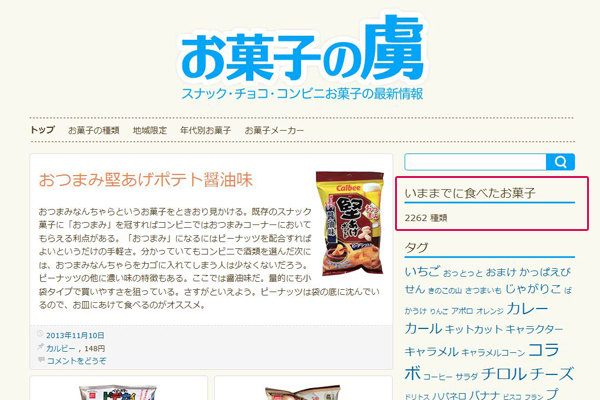 お菓子の虜
スナック・チョコ・コンビニお菓子の最新情報
トップ お菓子の種類 地域限定 年代別お菓子 お菓子メーカー
おつまみ堅あげポテト醤油味
おつまみなんちゃらというお菓子をときおり見かける。既存のスナック
菓子に「おつまみ」を冠すればコンビニではおつまみコーナーにおいて
もらえる利点がある。「おつまみ」になるにはピーナッツを配合すれば
よいというだけの手軽さ。分かっていてもコンビニで酒類を選んだ次に
は、おつまみなんちゃらをカゴに入れてしまう人は少なくないだろう。
ピーナッツの他に濃い味の特徴もある。ここでは醤油だ。量的にも小
袋タイプで買いやすさを狙っている。さすがといえよう。ピーナッツは袋の底に沈んでい
るので、お皿にあけて食べるのがオススメ。
Calbee
堅
2013年11月10日
カルビー , 148円
コメントをどうぞ
いままでに食べたお菓子
2262 種類
タグ
いちご おっとっと おまけ かっぱえび
せん きのこの山 さつまいも じゃがりこ ば
かうけ りんご アポロ オレンジ カレー
カール キットカット キャラクター
キャラメル キャラメルコーン コラ
ボ コーヒー サラダ チロル チーズ
ドリトス ハバネロ バナナ ビスコ フラン プ